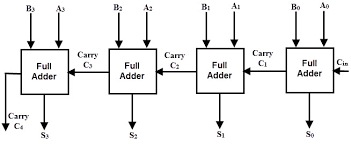 B3 A3 B2 A2 B1 A1 B0 A0
Carry Carry Carry
Full Full Full Full
Adder Adder Adder Adder
C3 C2 C1 Cin
Carry
C4
S3 S2 S1 S0